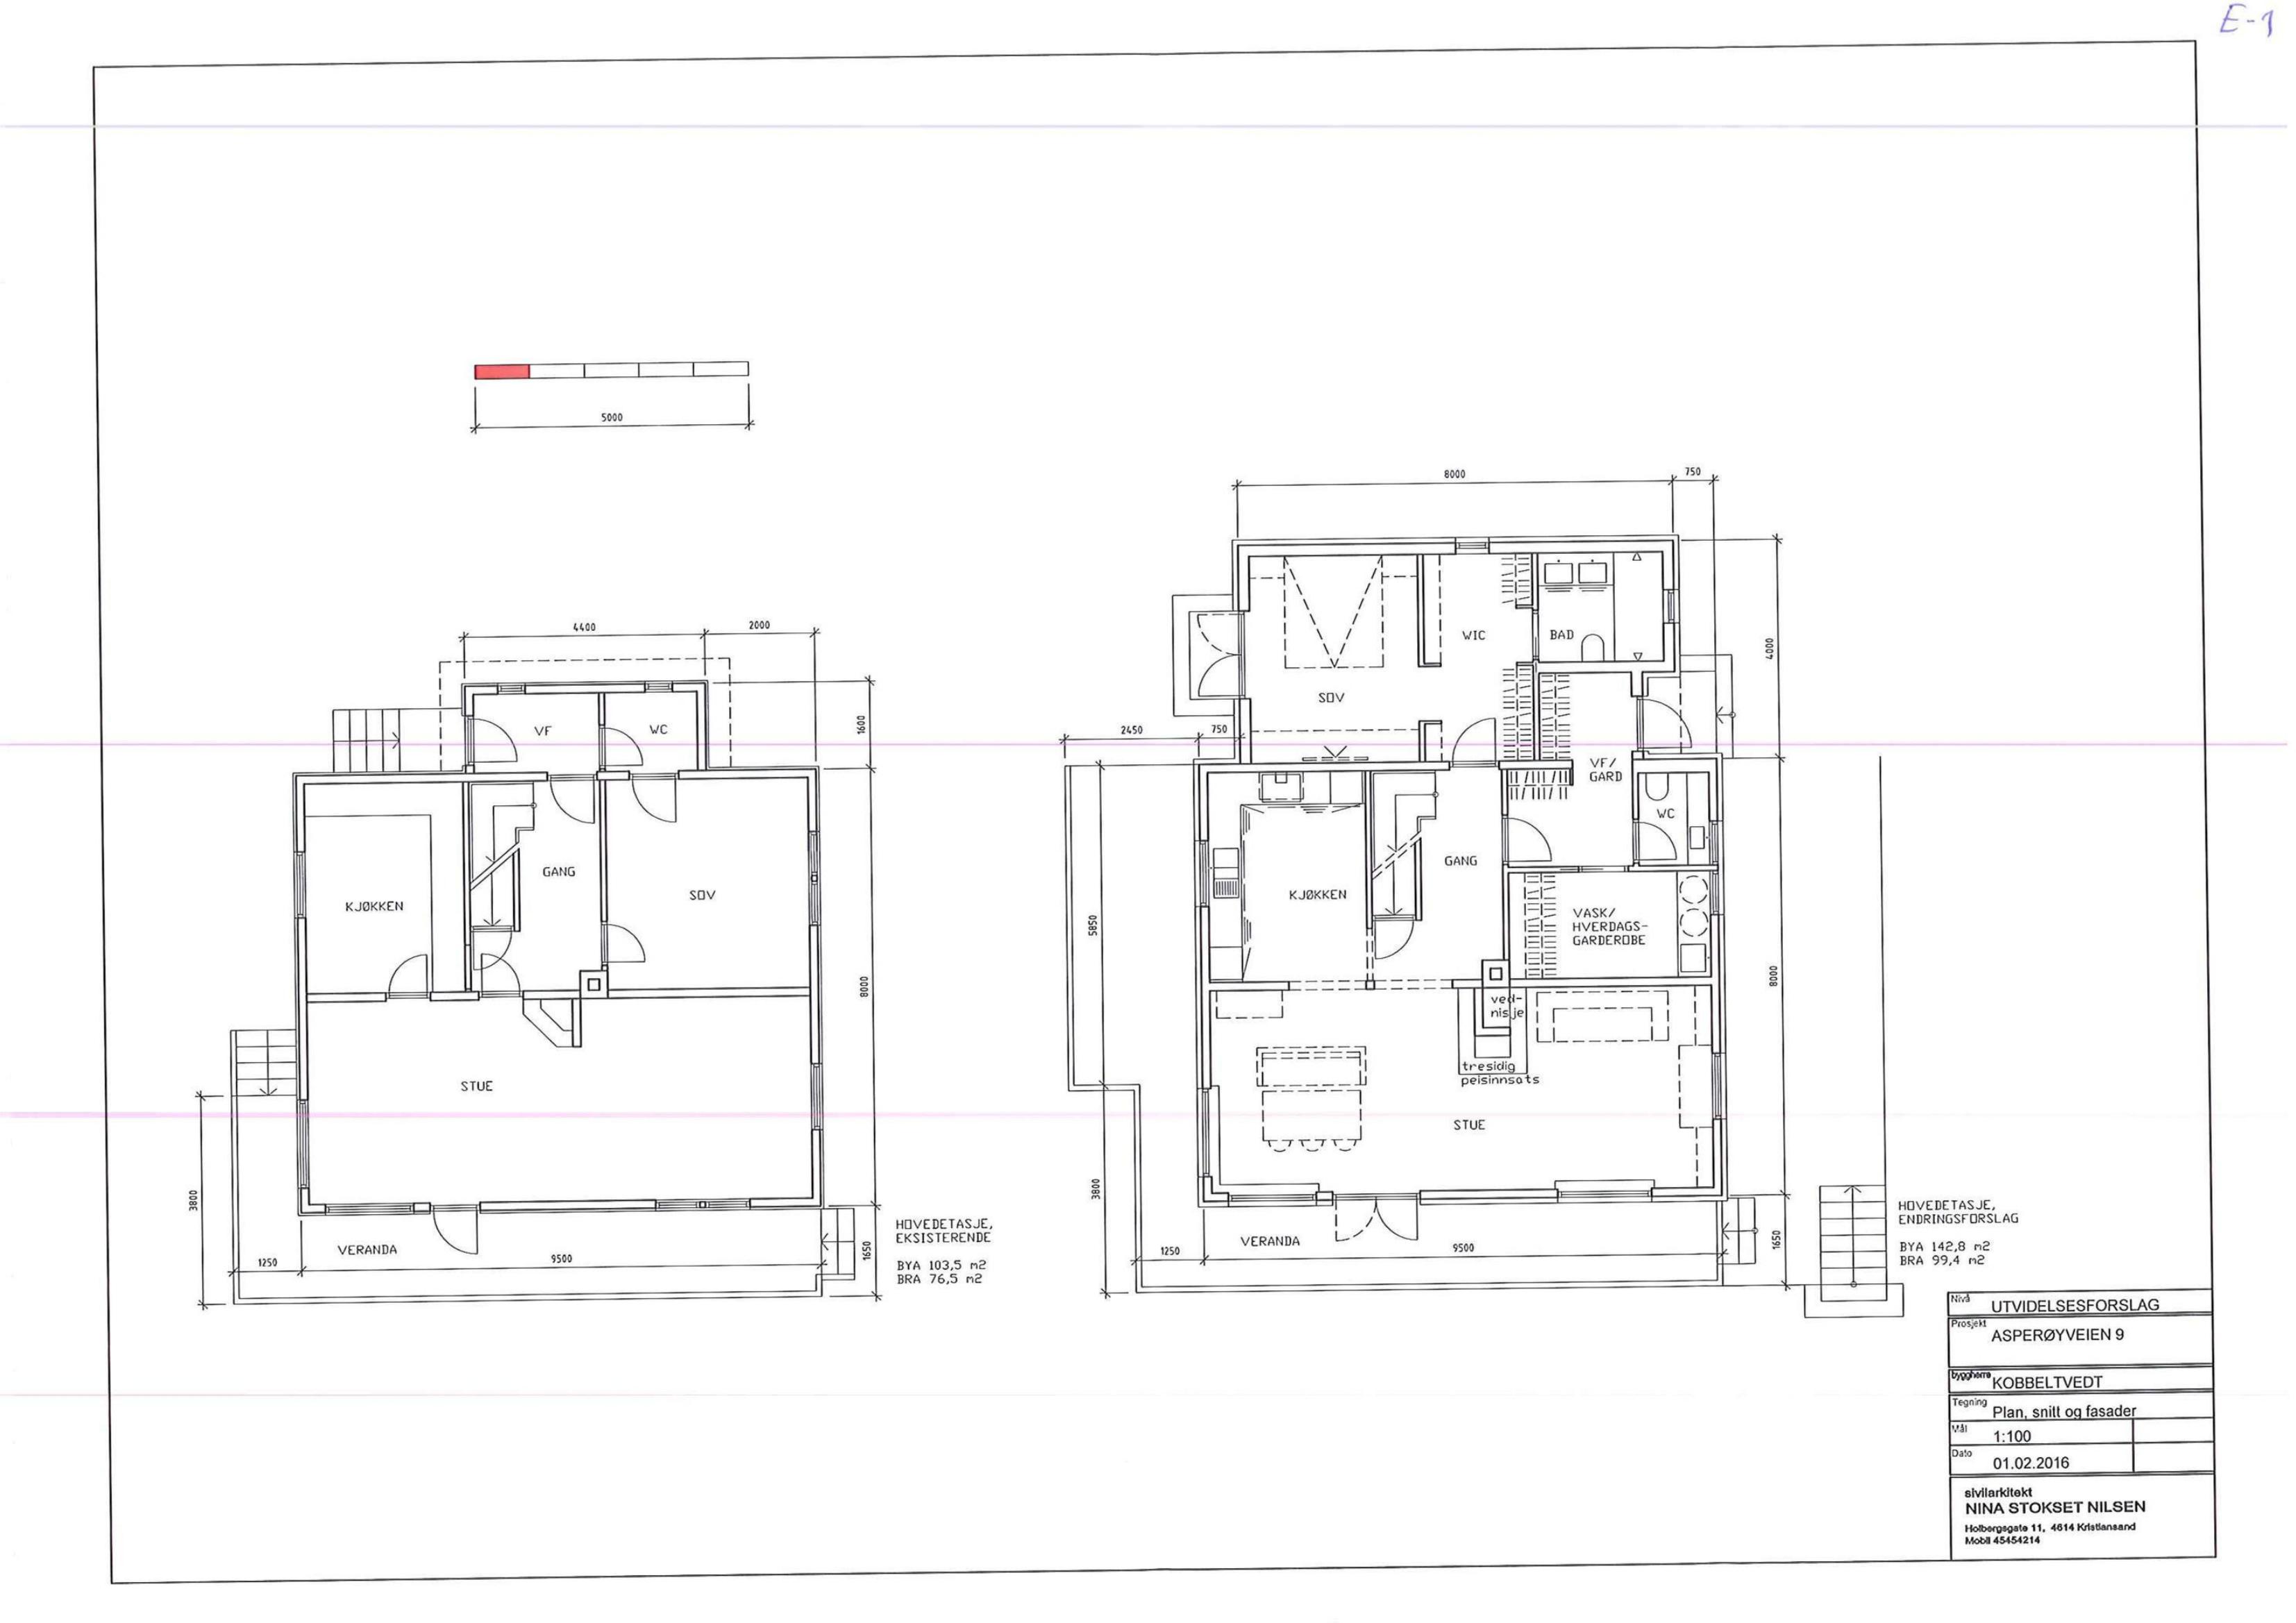 E-1
5000
8000
750
4400
2000
1600
VF
WC
KJØKKEN
GANG
SOV
8000
STUE
3800
VERANDA
1250
9500
1650
HOVEDETASJE,
EKSISTERENDE
BYA 103,5 m2
BRA 76,5 m2
4000
WIC
BAD
SOV
2450
750
VF/
GARD
WC
GANG
KJØKKEN
VASK/
HVERDAGS-
GARDEROBE
5850
8000
ved-
nisje
tresidig
peisinnsats
STUE
3800
VERANDA
1250
9500
1650
HOVEDETASJE,
ENDRINGSFORSLAG
BYA 142,8 m2
BRA 99,4 m2
Nivå UTVIDELSESFORSLAG
Prosjekt
ASPERØYVEIEN 9
byggherre KOBBELTVEDT
Tegning Plan, snitt og fasader
Mål 1:100
Dato 01.02.2016
sivilarkitekt
NINA STOKSET NILSEN
Holbergsgate 11, 4614 Kristiansand
Mobil 45454214